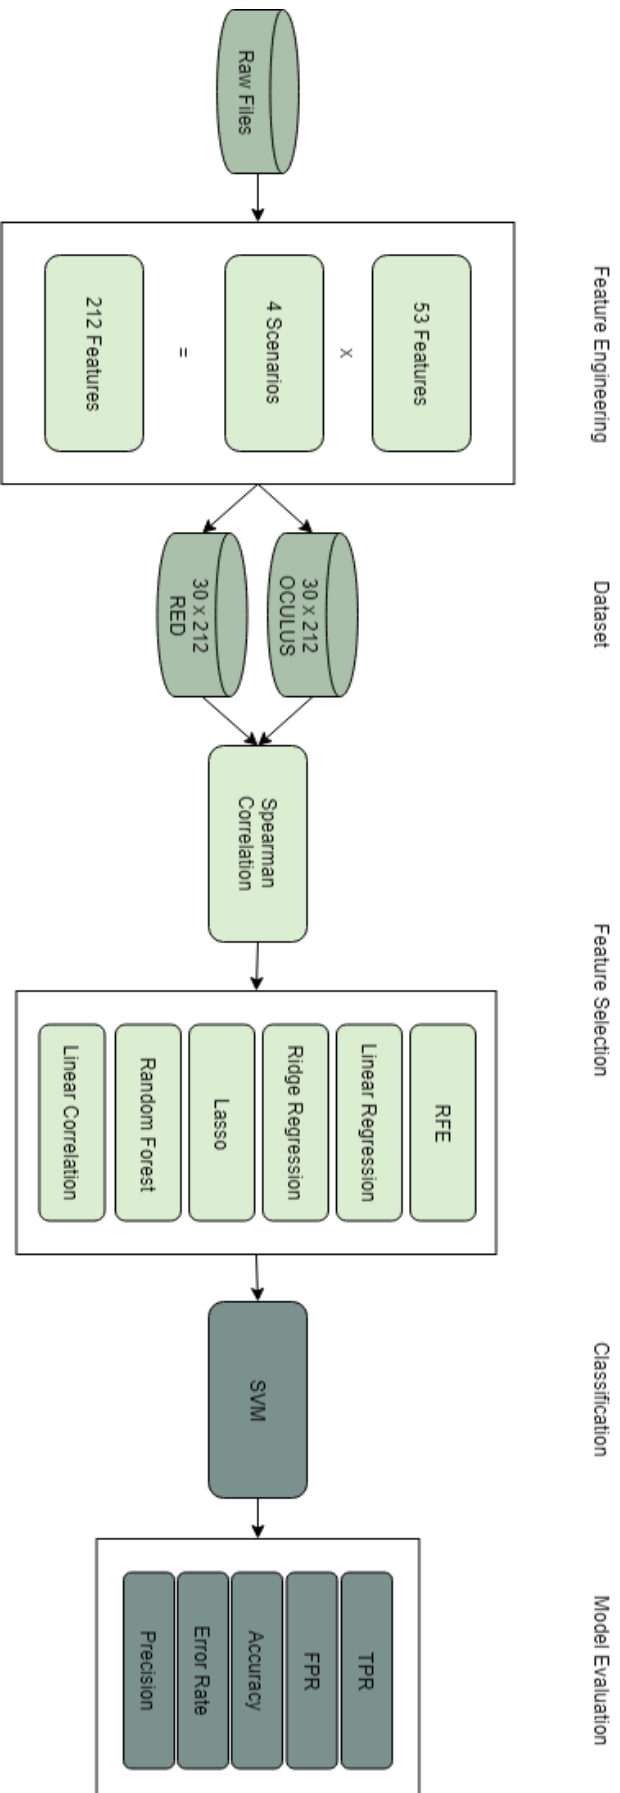 Feature Engineering
Dataset
Feature Selection
Classification
Model Evaluation
Raw Files
53 Features
x
4 Scenarios
=
212 Features
30 x 212
OCULUS
30 x 212
RED
Spearman
Correlation
RFE
Linear Regression
Ridge Regression
Lasso
Random Forest
Linear Correlation
SVM
TPR
FPR
Accuracy
Error Rate
Precision